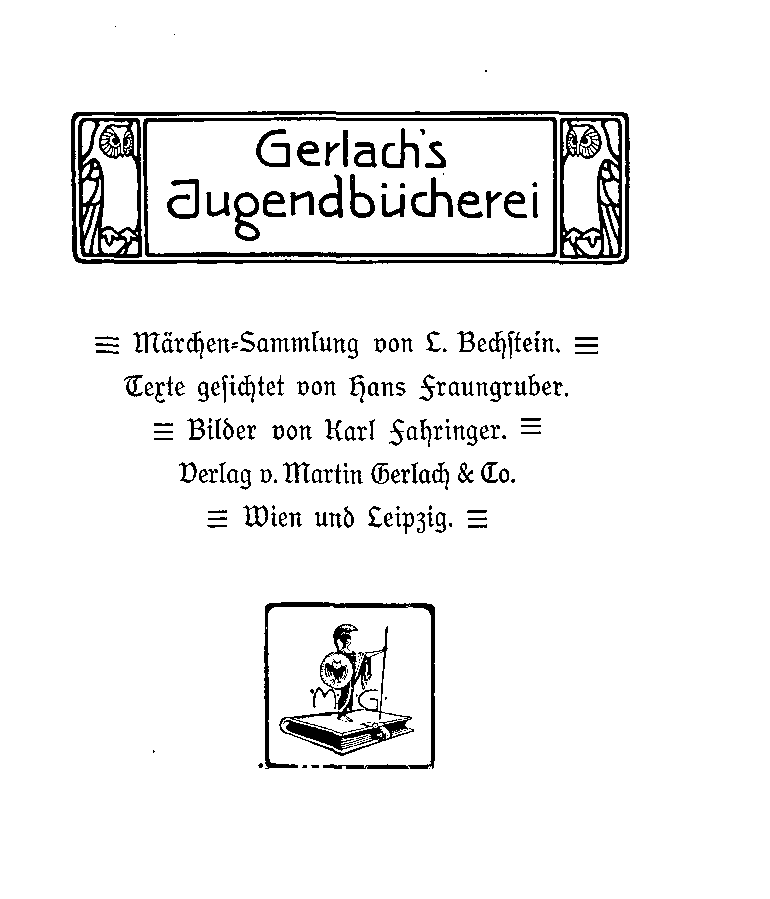 Gerlach's
Jugendbücherei
Märchen=Sammlung von L. Bechstein.
Texte gesichtet von Hans Fraungruber.
Bilder von Karl Fahringer.
Verlag v. Martin Gerlach & Co.
Wien und Leipzig.
M. G.